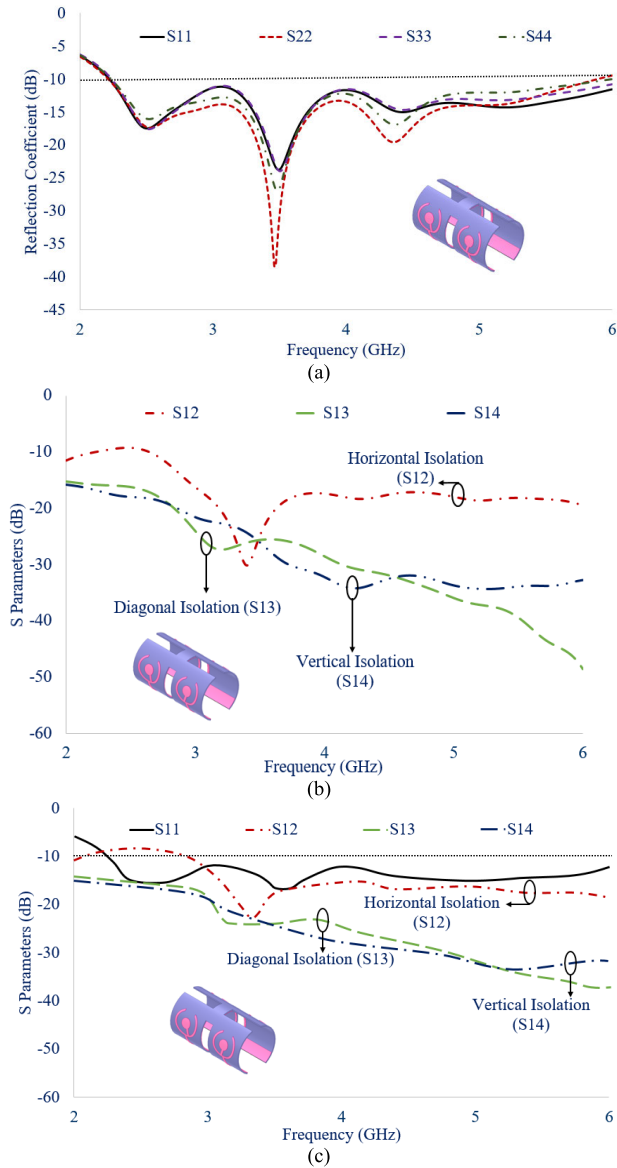 S11 S22 S33 S44
0
-5
-10
-15
-20
-25
-30
-35
-40
-45
Reflection Coefficient (dB)
2 3 4 5 6
Frequency (GHz)
(a)
S12 S13 S14
0
-10
-20
-30
-40
-50
-60
S Parameters (dB)
Horizontal Isolation
(S12)
Diagonal Isolation (S13)
Vertical Isolation
(S14)
2 3 4 5 6
Frequency (GHz)
(b)
S11 S12 S13 S14
0
-10
-20
-30
-40
-50
-60
S Parameters (dB)
Horizontal Isolation
(S12)
Diagonal Isolation (S13)
Vertical Isolation
(S14)
2 3 4 5 6
Frequency (GHz)
(c)